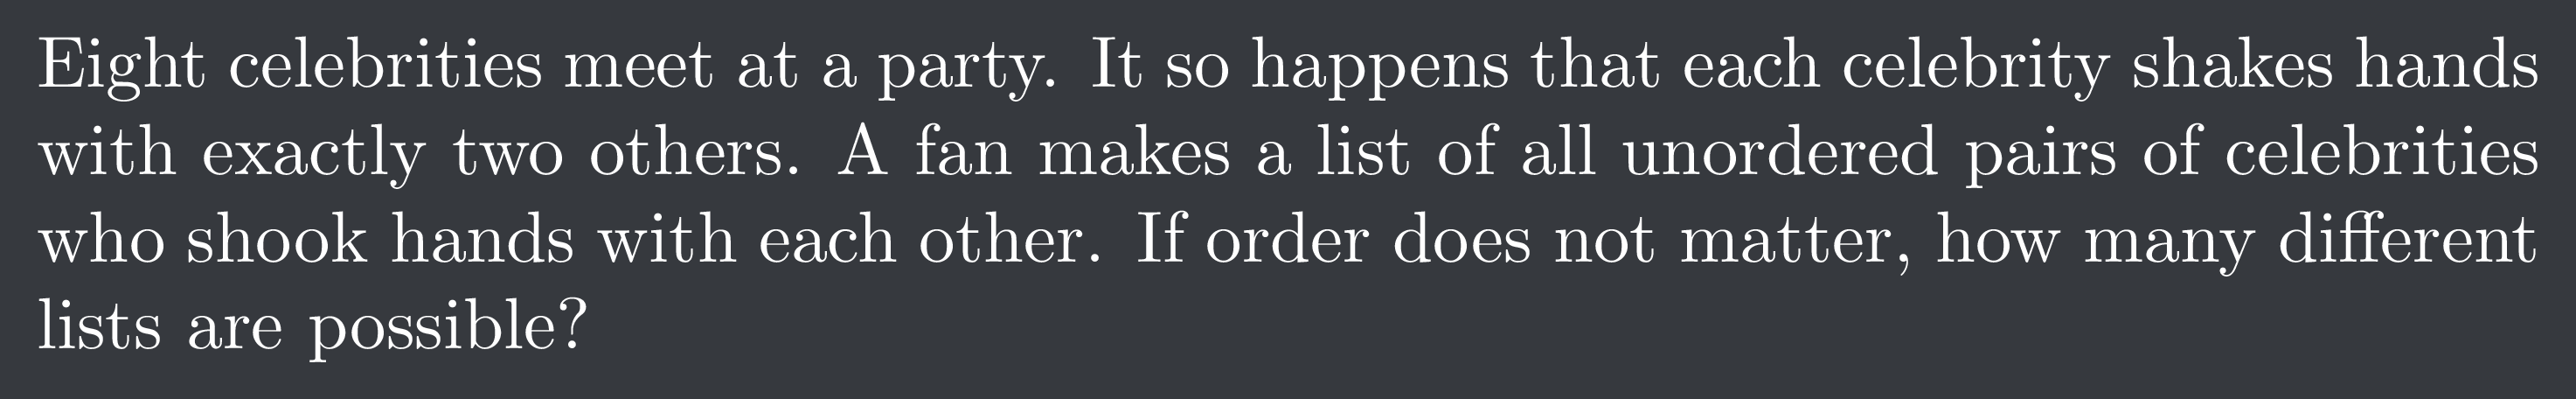 Eight celebrities meet at a party. It so happens that each celebrity shakes hands
with exactly two others. A fan makes a list of all unordered pairs of celebrities
who shook hands with each other. If order does not matter, how many different
lists are possible?